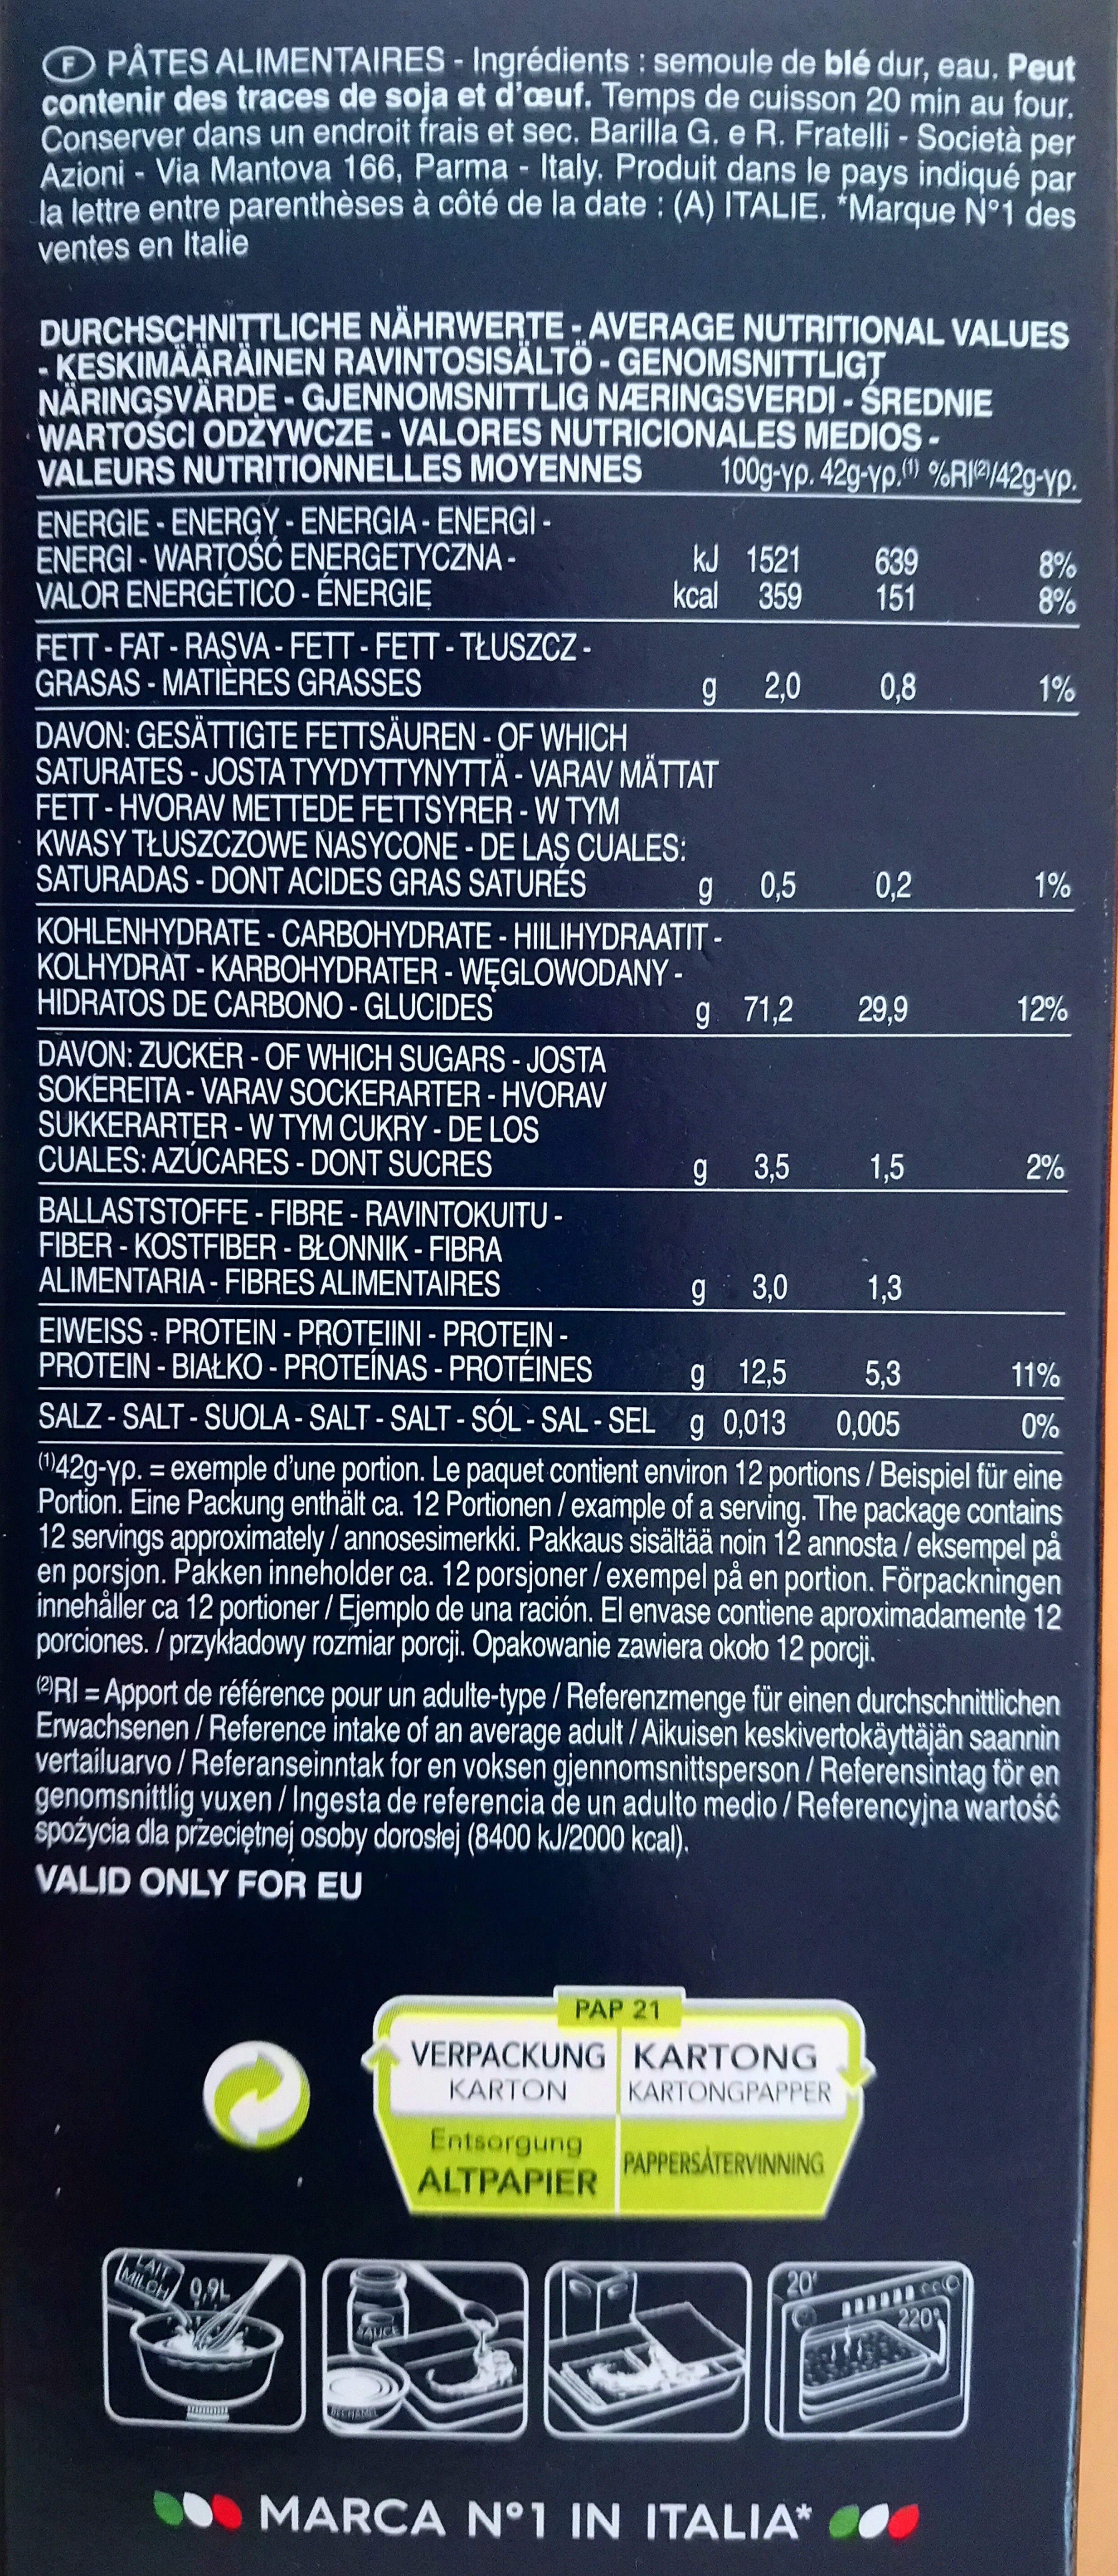 F PÂTES ALIMENTAIRES - Ingrédients : semoule de blé dur, eau. Peut
contenir des traces de soja et d'œuf. Temps de cuisson 20 min au four.
Conserver dans un endroit frais et sec. Barilla G. e R. Fratelli - Società per
Azioni - Via Mantova 166, Parma - Italy. Produit dans le pays indiqué par
la lettre entre parenthèses à côté de la date : (A) ITALIE. *Marque N°1 des
ventes en Italie
DURCHSCHNITTLICHE NÄHRWERTE - AVERAGE NUTRITIONAL VALUES
- KESKIMÄÄRÄINEN RAVINTOSISÄLTÖ - GENOMSNITTLIGT
NÄRINGSVÄRDE - GJENNOMSNITTLIG NÆRINGSVERDI - ŚREDNIE
WARTOŚCI ODŻYWCZE - VALORES NUTRICIONALES MEDIOS -
VALEURS NUTRITIONNELLES MOYENNES 100g-γρ. 42g-γρ.(1) %RI(2)/42g-γρ.
ENERGIE - ENERGY - ENERGIA - ENERGI -
ENERGI - WARTOŚĆ ENERGETYCZNA - kJ 1521 639 8%
VALOR ENERGÉTICO - ÉNERGIE kcal 359 151 8%
FETT - FAT - RASVA - FETT - FETT - TŁUSZCZ -
GRASAS - MATIÈRES GRASSES g 2,0 0,8 1%
DAVON: GESÄTTIGTE FETTSÄUREN - OF WHICH
SATURATES - JOSTA TYYDYTTYNYTTÄ - VARAV MÄTTAT
FETT - HVORAV METTEDE FETTSYRER - W TYM
KWASY TŁUSZCZOWE NASYCONE - DE LAS CUALES:
SATURADAS - DONT ACIDES GRAS SATURÉS g 0,5 0,2 1%
KOHLENHYDRATE - CARBOHYDRATE - HIILIHYDRAATIT -
KOLHYDRAT - KARBOHYDRATER - WĘGLOWODANY -
HIDRATOS DE CARBONO - GLUCIDES g 71,2 29,9 12%
DAVON: ZUCKER - OF WHICH SUGARS - JOSTA
SOKEREITA - VARAV SOCKERARTER - HVORAV
SUKKERARTER - W TYM CUKRY - DE LOS
CUALES: AZÚCARES - DONT SUCRES g 3,5 1,5 2%
BALLASTSTOFFE - FIBRE - RAVINTOKUITU -
FIBER - KOSTFIBER - BŁONNIK - FIBRA
ALIMENTARIA - FIBRES ALIMENTAIRES g 3,0 1,3
EIWEISS - PROTEIN - PROTEIINI - PROTEIN -
PROTEIN - BIAŁKO - PROTEÍNAS - PROTÉINES g 12,5 5,3 11%
SALZ - SALT - SUOLA - SALT - SALT - SÓL - SAL - SEL g 0,013 0,005 0%
(1)42g-γρ. = exemple d'une portion. Le paquet contient environ 12 portions / Beispiel für eine
Portion. Eine Packung enthält ca. 12 Portionen / example of a serving. The package contains
12 servings approximately / annosesimerkki. Pakkaus sisältää noin 12 annosta / eksempel på
en porsjon. Pakken inneholder ca. 12 porsjoner / exempel på en portion. Förpackningen
innehåller ca 12 portioner / Ejemplo de una ración. El envase contiene aproximadamente 12
porciones. / przykładowy rozmiar porcji. Opakowanie zawiera około 12 porcji.
(2)RI = Apport de référence pour un adulte-type / Referenzmenge für einen durchschnittlichen
Erwachsenen / Reference intake of an average adult / Aikuisen keskivertokäyttäjän saannin
vertailuarvo / Referanseinntak for en voksen gjennomsnittsperson / Referensintag för en
genomsnittlig vuxen / Ingesta de referencia de un adulto medio / Referencyjna wartość
spożycia dla przeciętnej osoby dorosłej (8400 kJ/2000 kcal).
VALID ONLY FOR EU
PAP 21
VERPACKUNG KARTONG
KARTON KARTONGPAPPER
Entsorgung
ALTPAPIER PAPPERSÅTERVINNING
LAIT
MILCH 0,9L
SAUCE
BECHAMEL
20'
220°
MARCA N°1 IN ITALIA*